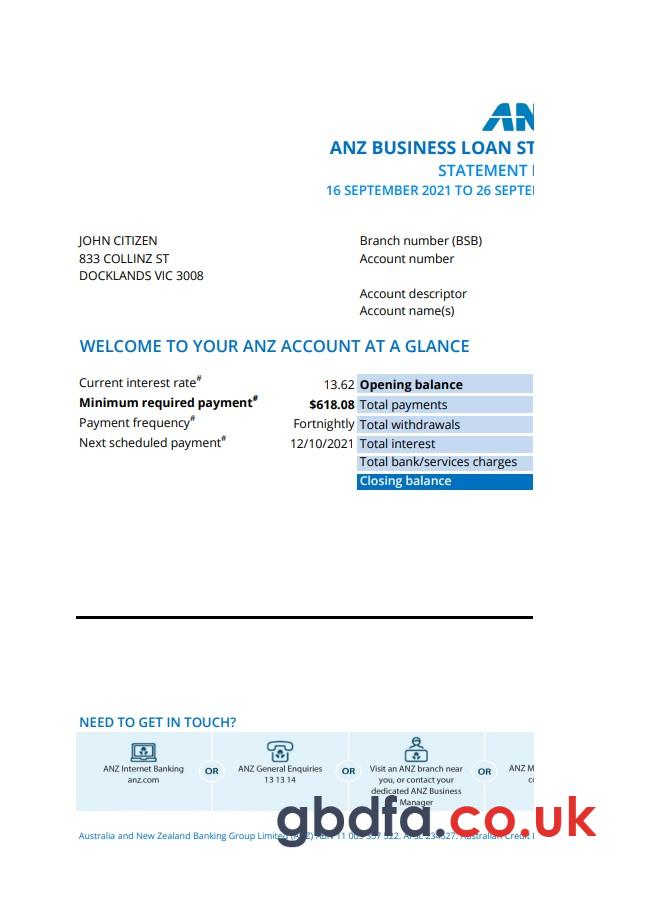 AN
ANZ BUSINESS LOAN ST
STATEMENT
16 SEPTEMBER 2021 TO 26 SEPTE
JOHN CITIZEN
833 COLLINZ ST
DOCKLANDS VIC 3008
Branch number (BSB)
Account number
Account descriptor
Account name(s)
WELCOME TO YOUR ANZ ACCOUNT AT A GLANCE
Current interest rate# 13.62
Minimum required payment# $618.08
Payment frequency# Fortnightly
Next scheduled payment# 12/10/2021
Opening balance
Total payments
Total withdrawals
Total interest
Total bank/services charges
Closing balance
NEED TO GET IN TOUCH?
ANZ Internet Banking
anz.com
OR
ANZ General Enquiries
13 13 14
OR
Visit an ANZ branch near
you, or contact your
dedicated ANZ Business
Manager
OR
ANZ M
co
gbdfa.co.uk
Australia and New Zealand Banking Group Limited (ANZ) ABN 11 005 357 522. AFSL 234527. Australian Credit